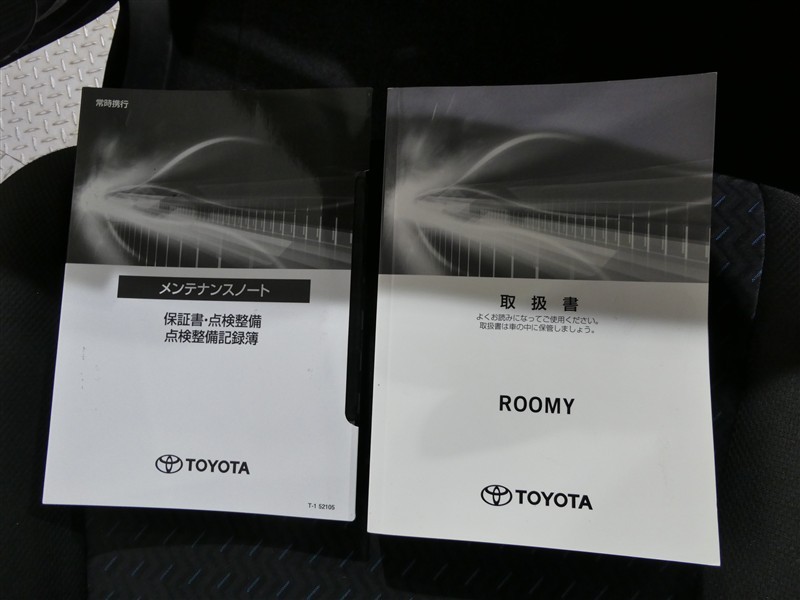 常時携行
メンテナンスノート
保証書・点検整備
点検整備記録簿
TOYOTA
T-1 52105
取扱書
よくお読みになってご使用ください。
取扱書は車の中に保管しましょう。
ROOMY
TOYOTA